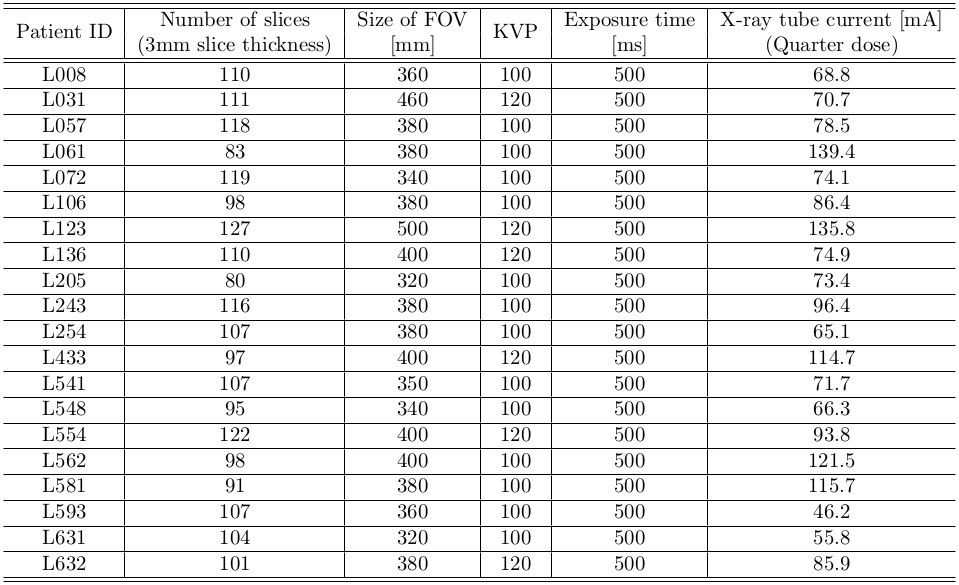 Patient ID | Number of slices (3mm slice thickness) | Size of FOV [mm] | KVP | Exposure time [ms] | X-ray tube current [mA] (Quarter dose)
L008 110 360 100 500 68.8
L031 111 460 120 500 70.7
L057 118 380 100 500 78.5
L061 83 380 100 500 139.4
L072 119 340 100 500 74.1
L106 98 380 100 500 86.4
L123 127 500 120 500 135.8
L136 110 400 120 500 74.9
L205 80 320 100 500 73.4
L243 116 380 100 500 96.4
L254 107 380 100 500 65.1
L433 97 400 120 500 114.7
L541 107 350 100 500 71.7
L548 95 340 100 500 66.3
L554 122 400 120 500 93.8
L562 98 400 100 500 121.5
L581 91 380 100 500 115.7
L593 107 360 100 500 46.2
L631 104 320 100 500 55.8
L632 101 380 120 500 85.9